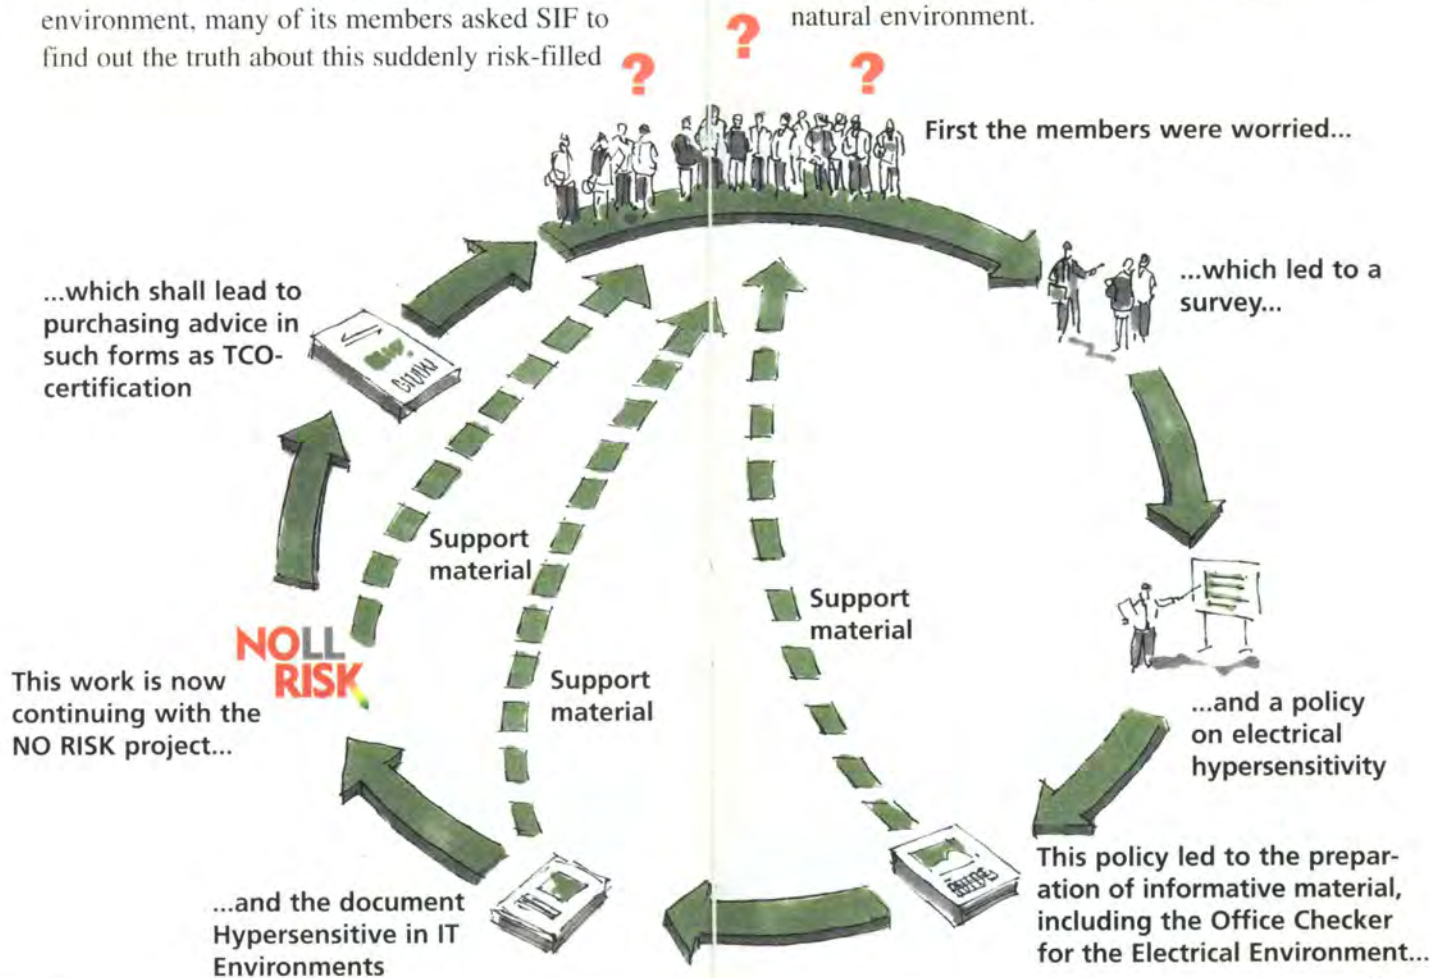 environment, many of its members asked SIF to
find out the truth about this suddenly risk-filled
natural environment.
? ? ?
First the members were worried...
...which led to a
survey...
...and a policy
on electrical
hypersensitivity
This policy led to the prepar-
ation of informative material,
including the Office Checker
for the Electrical Environment...
...and the document
Hypersensitive in IT
Environments
This work is now
continuing with the
NO RISK project...
NOLL
RISK
...which shall lead to
purchasing advice in
such forms as TCO-
certification
Support
material
Support
material
Support
material